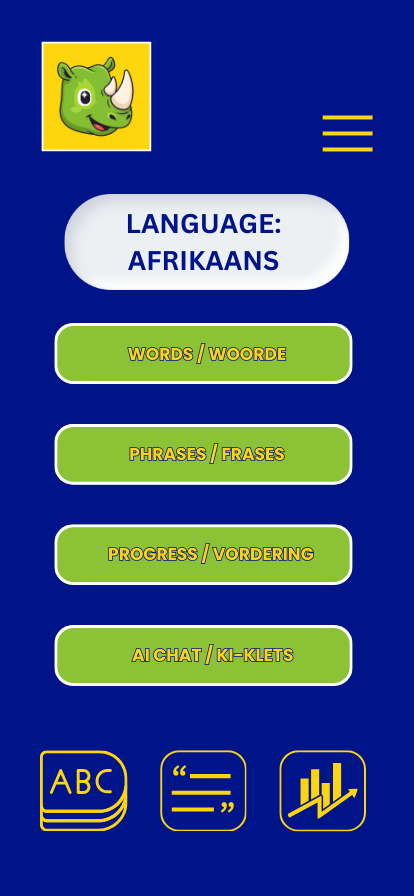 LANGUAGE:
AFRIKAANS
WORDS / WOORDE
PHRASES / FRASES
PROGRESS / VORDERING
AI CHAT / KI-KLETS
ABC